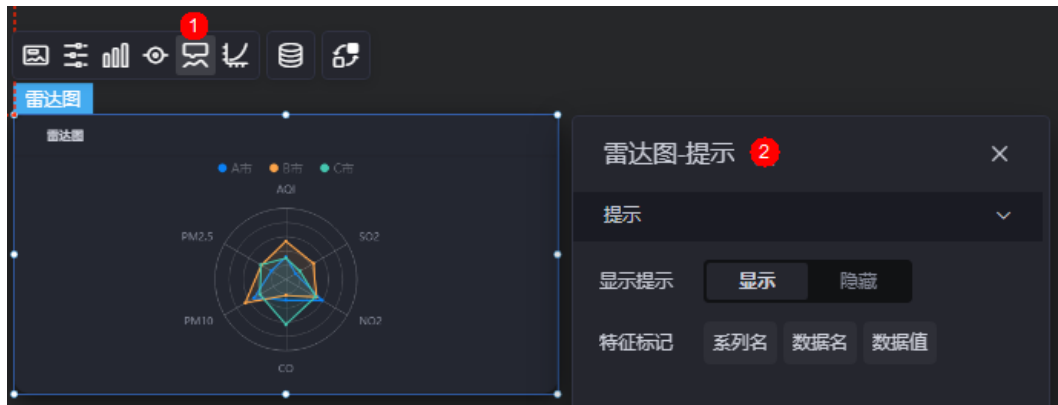 1
雷达图
雷达图
A市 B市 C市
AQI
PM2.5
SO2
PM10
NO2
CO
雷达图-提示 2
提示
显示提示 显示 隐藏
特征标记 系列名 数据名 数据值